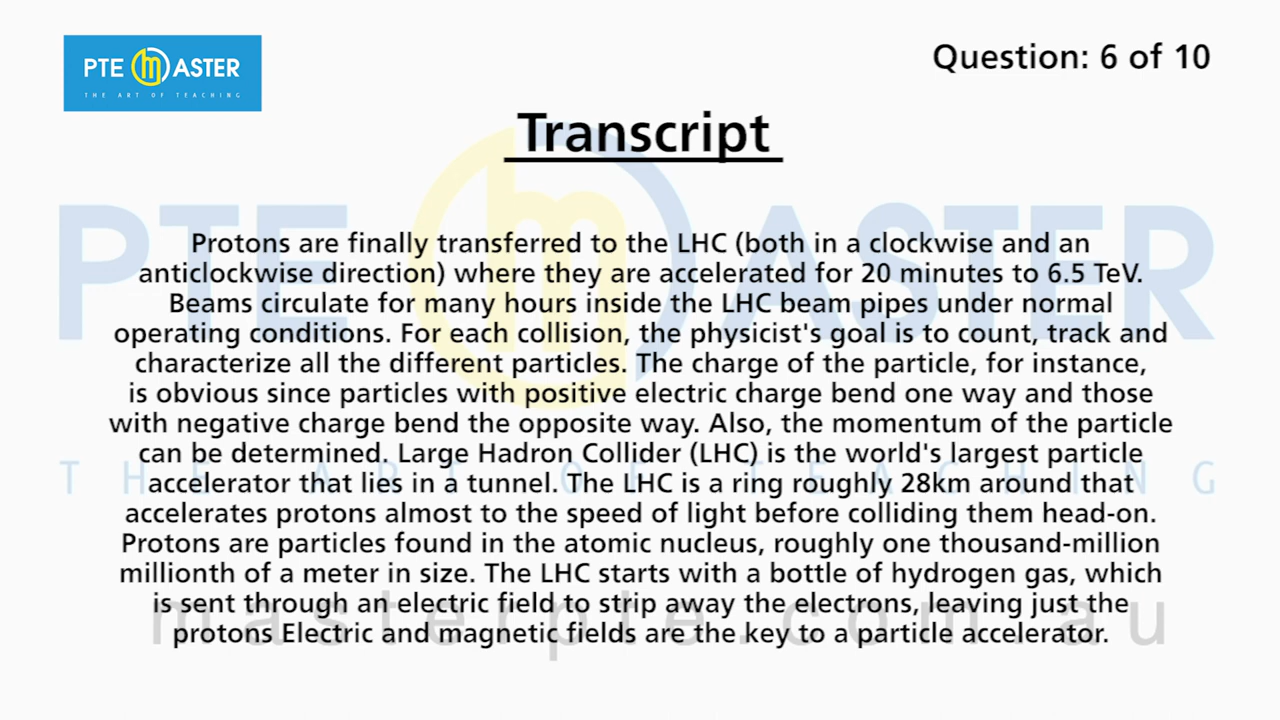 PTE MASTER
THE ART OF TEACHING
Question: 6 of 10
Transcript
Protons are finally transferred to the LHC (both in a clockwise and an
anticlockwise direction) where they are accelerated for 20 minutes to 6.5 TeV.
Beams circulate for many hours inside the LHC beam pipes under normal
operating conditions. For each collision, the physicist's goal is to count, track and
characterize all the different particles. The charge of the particle, for instance,
is obvious since particles with positive electric charge bend one way and those
with negative charge bend the opposite way. Also, the momentum of the particle
can be determined. Large Hadron Collider (LHC) is the world's largest particle
accelerator that lies in a tunnel. The LHC is a ring roughly 28km around that
accelerates protons almost to the speed of light before colliding them head-on.
Protons are particles found in the atomic nucleus, roughly one thousand-million
millionth of a meter in size. The LHC starts with a bottle of hydrogen gas, which
is sent through an electric field to strip away the electrons, leaving just the
protons Electric and magnetic fields are the key to a particle accelerator.
PTE MASTER
THE ART OF TEACHING
masterpte.com.au